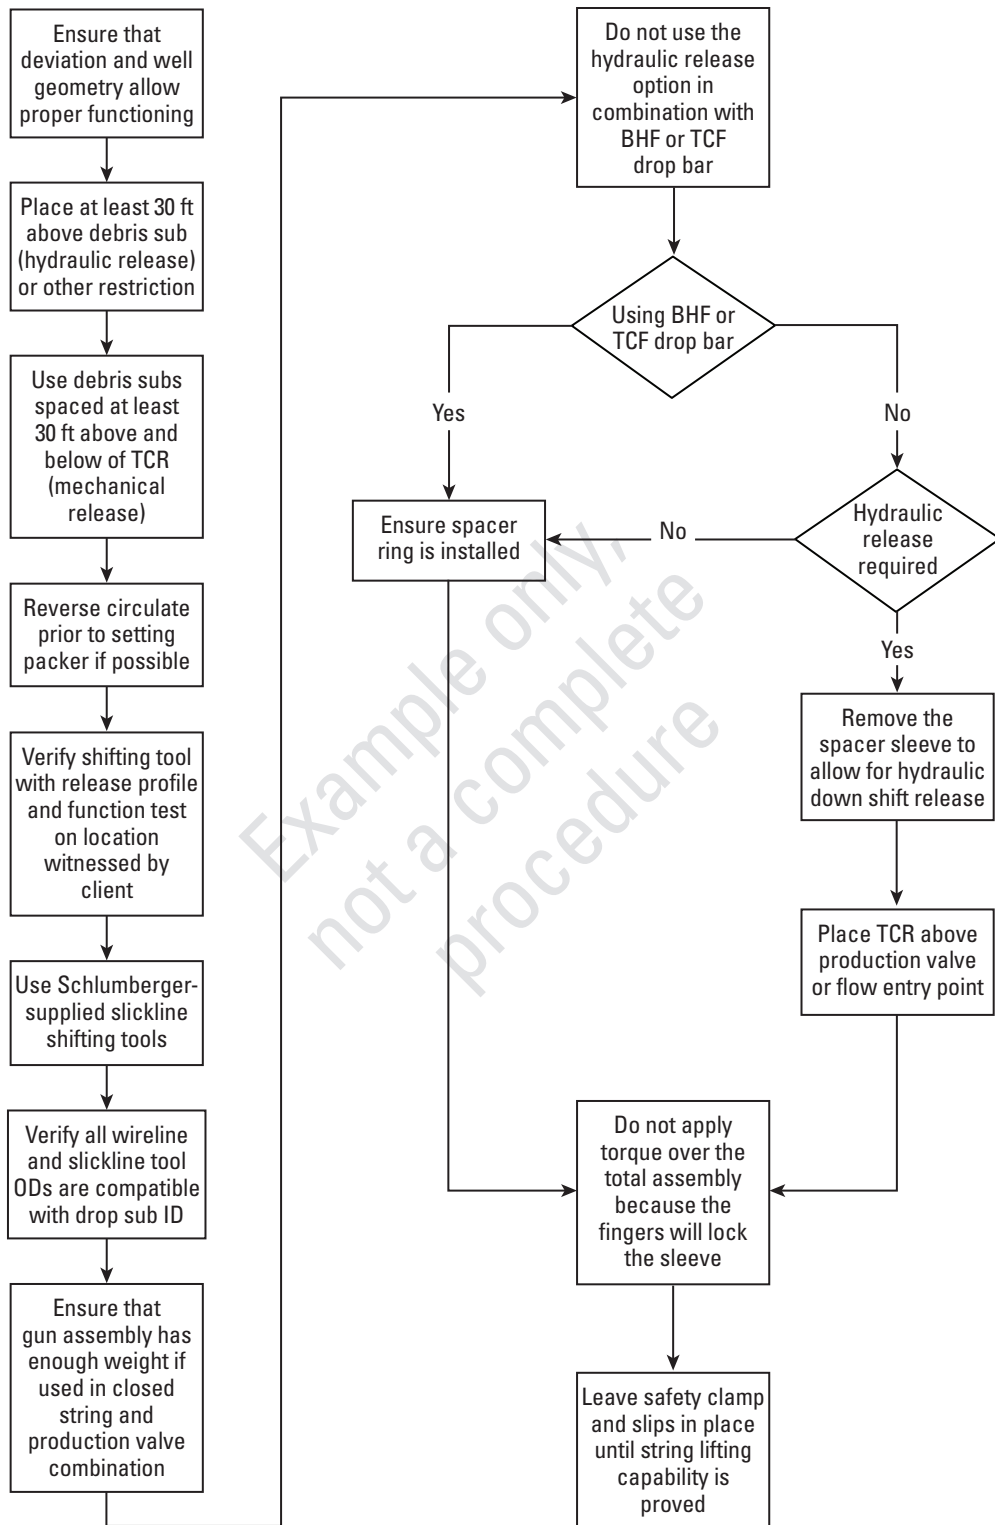 Ensure that
deviation and well
geometry allow
proper functioning
Place at least 30 ft
above debris sub
(hydraulic release)
or other restriction
Use debris subs
spaced at least
30 ft above and
below of TCR
(mechanical
release)
Reverse circulate
prior to setting
packer if possible
Verify shifting tool
with release profile
and function test
on location
witnessed by
client
Use Schlumberger-
supplied slickline
shifting tools
Verify all wireline
and slickline tool
ODs are compatible
with drop sub ID
Ensure that
gun assembly has
enough weight if
used in closed
string and
production valve
combination
Do not use the
hydraulic release
option in
combination with
BHF or TCF
drop bar
Using BHF or
TCF drop bar
Yes
No
Ensure spacer
ring is installed
No
Hydraulic
release
required
Yes
Remove the
spacer sleeve to
allow for hydraulic
down shift release
Place TCR above
production valve
or flow entry point
Do not apply
torque over the
total assembly
because the
fingers will lock
the sleeve
Leave safety clamp
and slips in place
until string lifting
capability is
proved
Example only,
not a complete
procedure